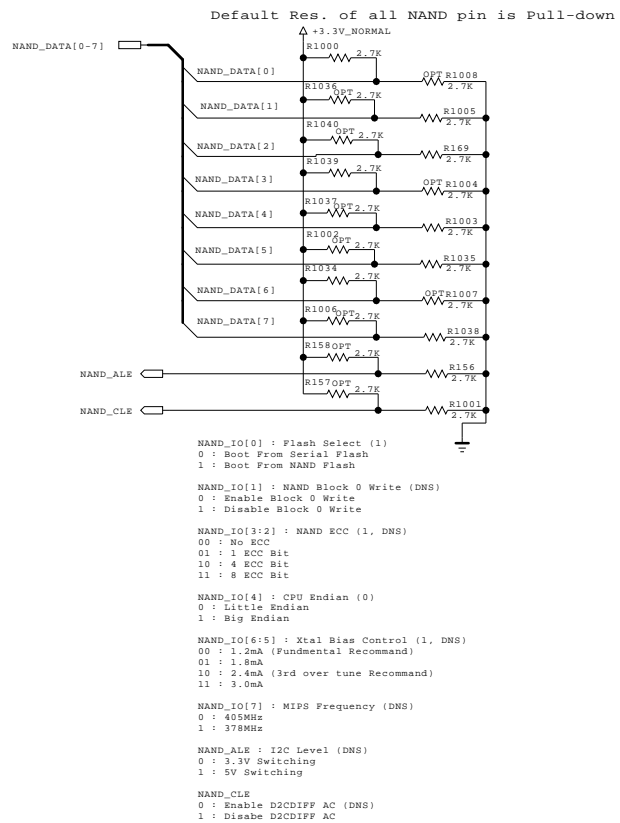 Default Res. of all NAND pin is Pull-down
+3.3V_NORMAL
NAND_DATA[0-7]
R1000
2.7K
NAND_DATA[0]
OPT R1008
2.7K
R1036
OPT 2.7K
NAND_DATA[1]
R1005
2.7K
R1040
OPT 2.7K
NAND_DATA[2]
R169
2.7K
R1039
2.7K
NAND_DATA[3]
OPT R1004
2.7K
R1037
OPT 2.7K
NAND_DATA[4]
R1003
2.7K
R1002
OPT 2.7K
NAND_DATA[5]
R1035
2.7K
R1034
2.7K
NAND_DATA[6]
OPT R1007
2.7K
R1006
OPT 2.7K
NAND_DATA[7]
R1038
2.7K
R158 OPT
2.7K
NAND_ALE
R156
2.7K
R157 OPT
2.7K
NAND_CLE
R1001
2.7K
NAND_IO[0] : Flash Select (1)
0 : Boot From Serial Flash
1 : Boot From NAND Flash
NAND_IO[1] : NAND Block 0 Write (DNS)
0 : Enable Block 0 Write
1 : Disable Block 0 Write
NAND_IO[3:2] : NAND ECC (1, DNS)
00 : No ECC
01 : 1 ECC Bit
10 : 4 ECC Bit
11 : 8 ECC Bit
NAND_IO[4] : CPU Endian (0)
0 : Little Endian
1 : Big Endian
NAND_IO[6:5] : Xtal Bias Control (1, DNS)
00 : 1.2mA (Fundmental Recommand)
01 : 1.8mA
10 : 2.4mA (3rd over tune Recommand)
11 : 3.0mA
NAND_IO[7] : MIPS Frequency (DNS)
0 : 405MHz
1 : 378MHz
NAND_ALE : I2C Level (DNS)
0 : 3.3V Switching
1 : 5V Switching
NAND_CLE
0 : Enable D2CDIFF AC (DNS)
1 : Disabe D2CDIFF AC